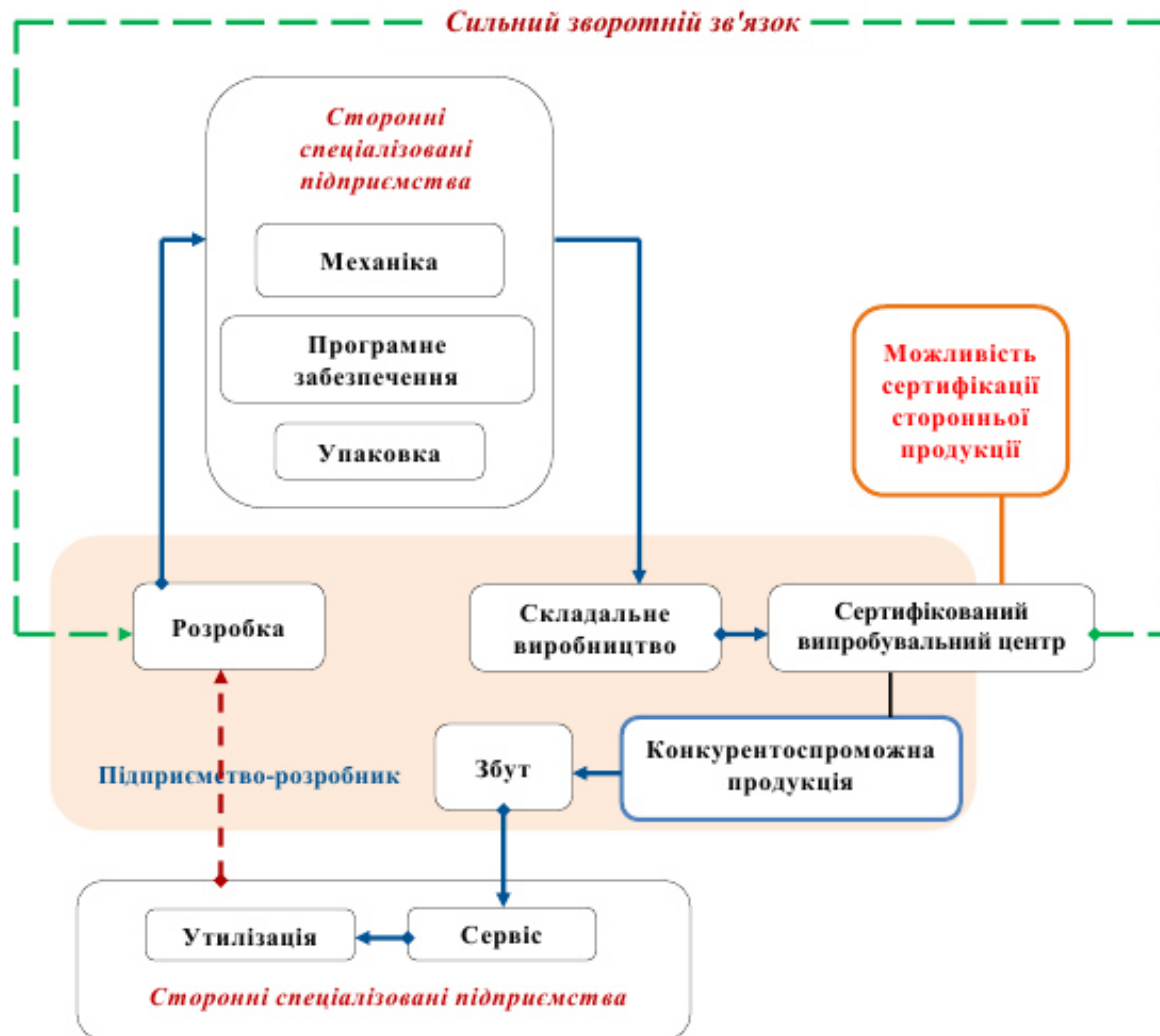 Сильний зворотній зв'язок
Сторонні
спеціалізовані
підприємства
Механіка
Програмне
забезпечення
Упаковка
Можливість
сертифікації
сторонньої
продукції
Розробка
Складальне
виробництво
Сертифікований
випробувальний центр
Підприємство-розробник
Збут
Конкурентоспроможна
продукція
Утилізація
Сервіс
Сторонні спеціалізовані підприємства